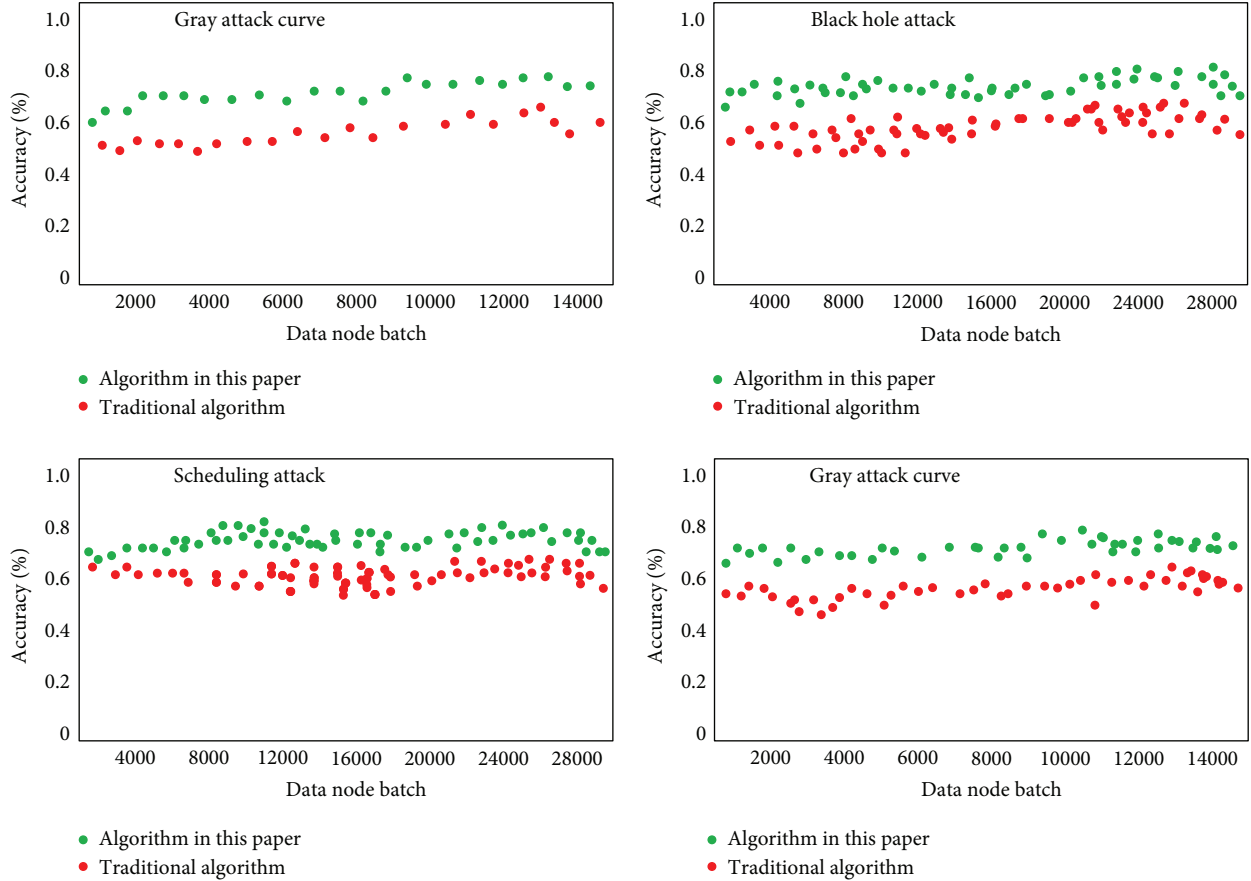 Gray attack curve
Accuracy (%)
1.0
0.8
0.6
0.4
0.2
0
2000 4000 6000 8000 10000 12000 14000
Data node batch
Algorithm in this paper
Traditional algorithm
Black hole attack
Accuracy (%)
1.0
0.8
0.6
0.4
0.2
0
4000 8000 12000 16000 20000 24000 28000
Data node batch
Algorithm in this paper
Traditional algorithm
Scheduling attack
Accuracy (%)
1.0
0.8
0.6
0.4
0.2
0
4000 8000 12000 16000 20000 24000 28000
Data node batch
Algorithm in this paper
Traditional algorithm
Gray attack curve
Accuracy (%)
1.0
0.8
0.6
0.4
0.2
0
2000 4000 6000 8000 10000 12000 14000
Data node batch
Algorithm in this paper
Traditional algorithm